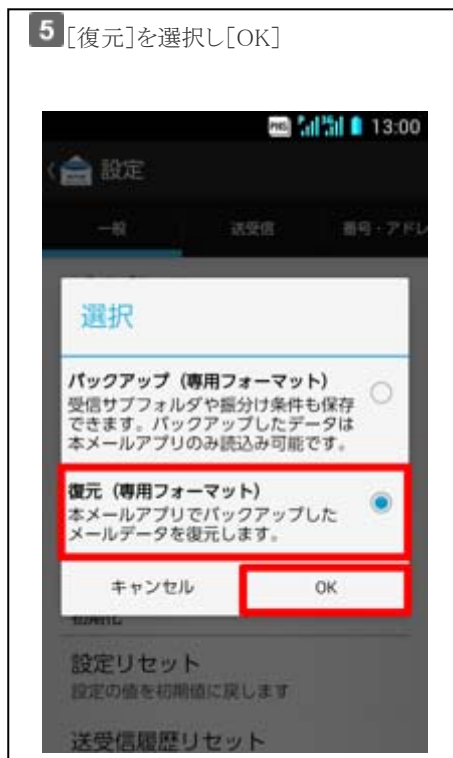 5 [復元]を選択し[OK]
PHS 3G 13:00
設定
一般 送受信 番号・アドレ
選択
バックアップ（専用フォーマット）
受信サブフォルダや振分け条件も保存
できます。バックアップしたデータは
本メールアプリのみ読込み可能です。
復元（専用フォーマット）
本メールアプリでバックアップした
メールデータを復元します。
キャンセル OK
初期化
設定リセット
設定の値を初期値に戻します
送受信履歴リセット